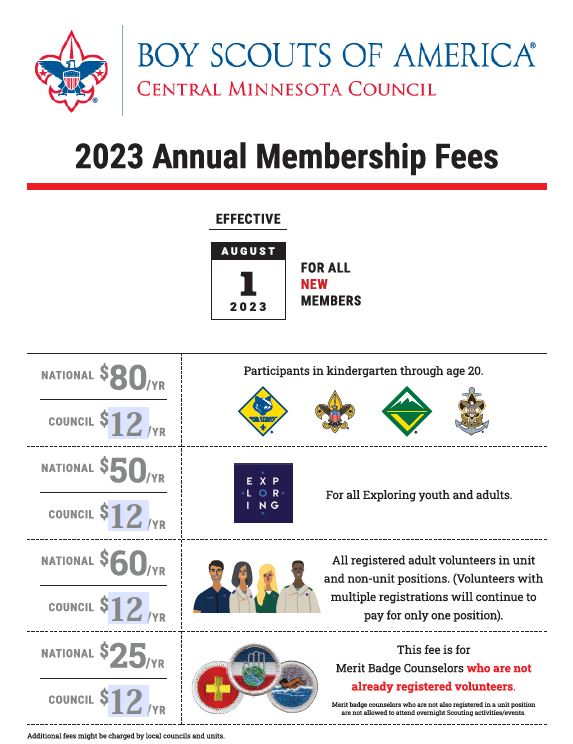 BOY SCOUTS OF AMERICA®
CENTRAL MINNESOTA COUNCIL
2023 Annual Membership Fees
EFFECTIVE
AUGUST
1
2023
FOR ALL
NEW
MEMBERS
NATIONAL $80/YR
COUNCIL $12/YR
Participants in kindergarten through age 20.
CUB SCOUTS
NATIONAL $50/YR
COUNCIL $12/YR
EXP
LOR
ING
For all Exploring youth and adults.
NATIONAL $60/YR
COUNCIL $12/YR
All registered adult volunteers in unit
and non-unit positions. (Volunteers with
multiple registrations will continue to
pay for only one position).
NATIONAL $25/YR
COUNCIL $12/YR
This fee is for
Merit Badge Counselors who are not
already registered volunteers.
Merit badge counselors who are not also registered in a unit position
are not allowed to attend overnight Scouting activities/events.
Additional fees might be charged by local councils and units.